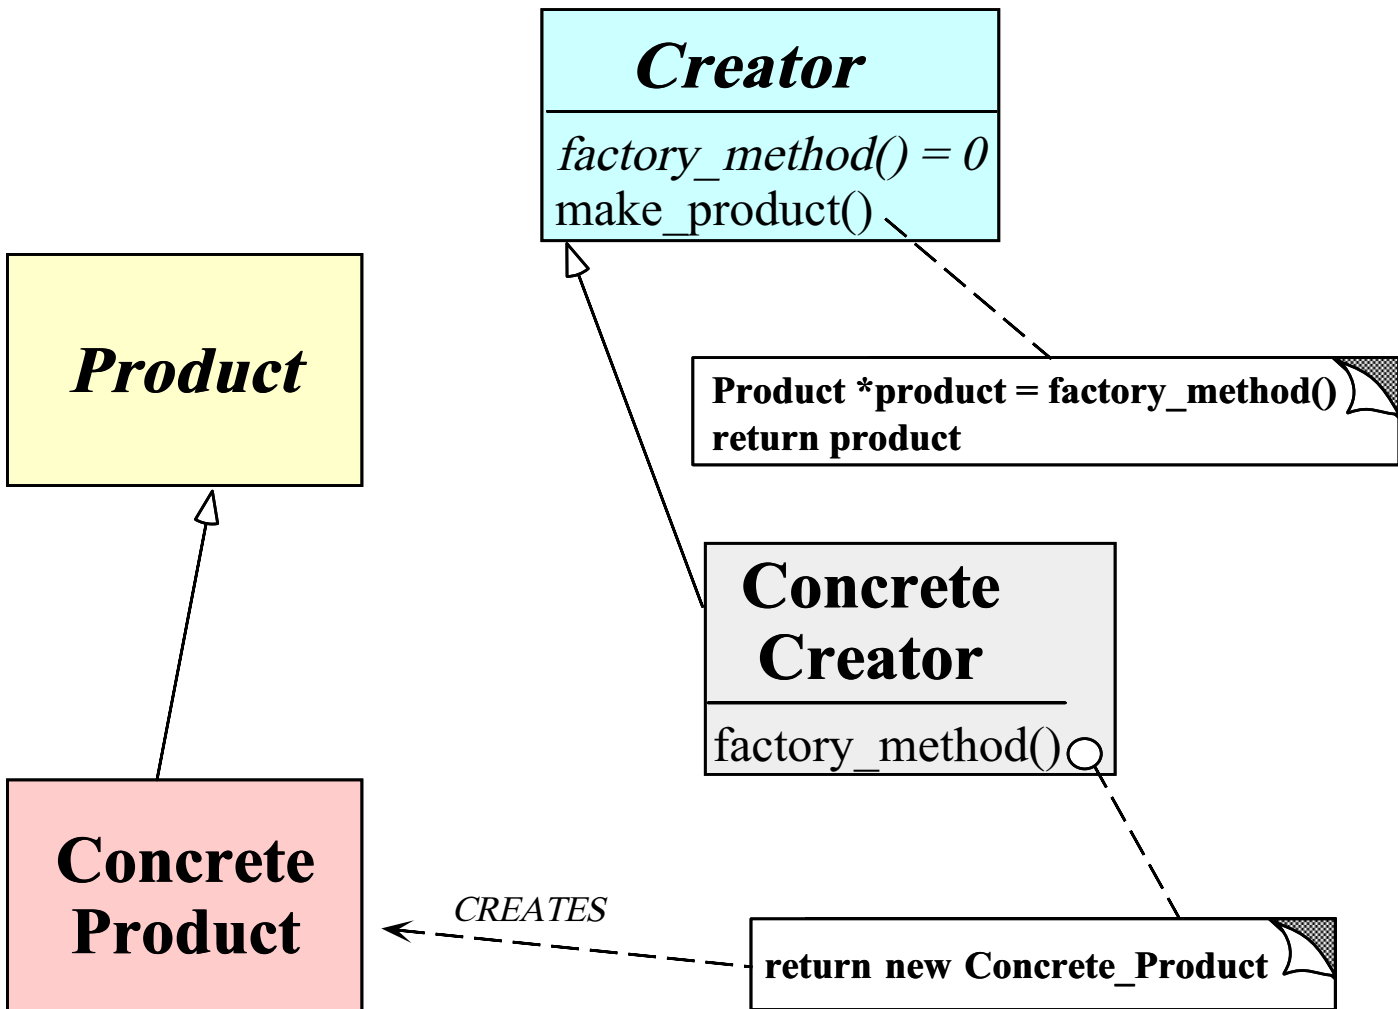 Creator
factory_method() = 0
make_product()
Product
Product *product = factory_method()
return product
Concrete
Creator
factory_method()
Concrete
Product
CREATES
return new Concrete_Product